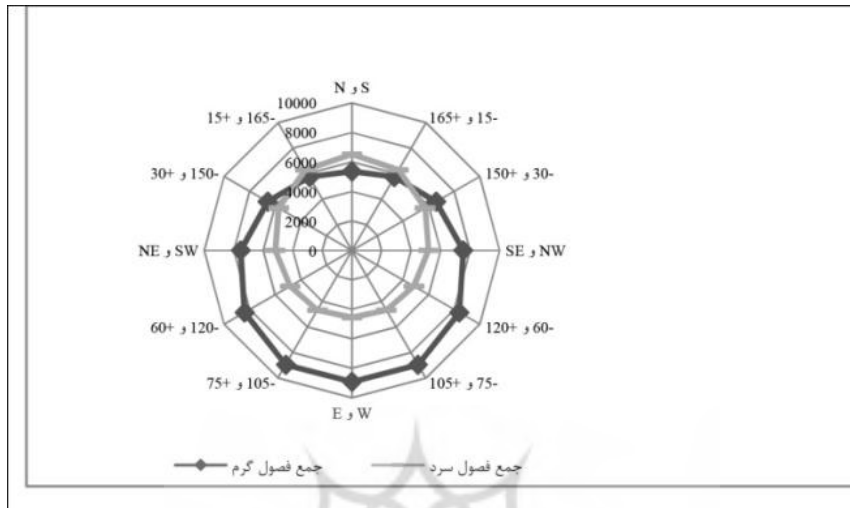 N و S
10000
8000
6000
4000
2000
0
-15 و +165
-30 و +150
SE و NW
-60 و +120
-75 و +105
E و W
-105 و +75
-120 و +60
NE و SW
-150 و +30
-165 و +15
جمع فصول گرم
جمع فصول سرد